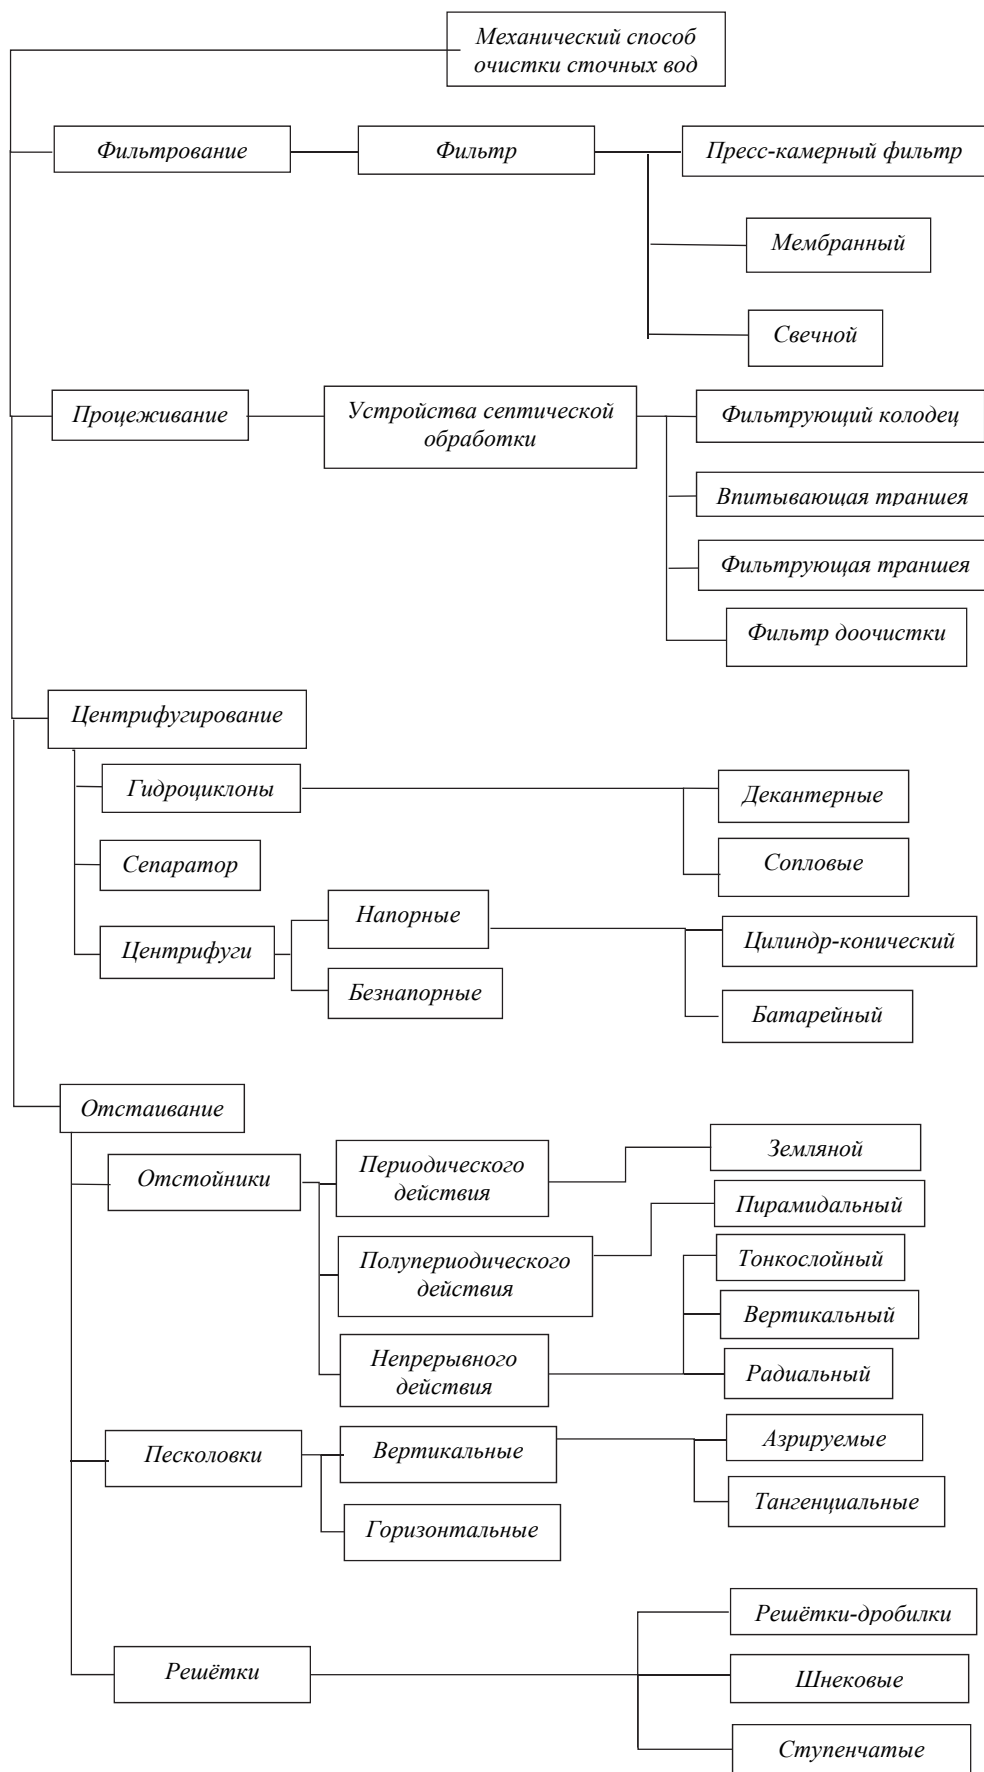 Механический способ
очистки сточных вод
Фильтрование
Фильтр
Пресс-камерный фильтр
Мембранный
Свечной
Процеживание
Устройства септической
обработки
Фильтрующий колодец
Впитывающая траншея
Фильтрующая траншея
Фильтр доочистки
Центрифугирование
Гидроциклоны
Декантерные
Сепаратор
Сопловые
Центрифуги
Напорные
Цилиндр-конический
Безнапорные
Батарейный
Отстаивание
Отстойники
Периодического
действия
Земляной
Полупериодического
действия
Пирамидальный
Тонкослойный
Вертикальный
Непрерывного
действия
Радиальный
Песколовки
Вертикальные
Азрируемые
Тангенциальные
Горизонтальные
Решётки
Решётки-дробилки
Шнековые
Ступенчатые